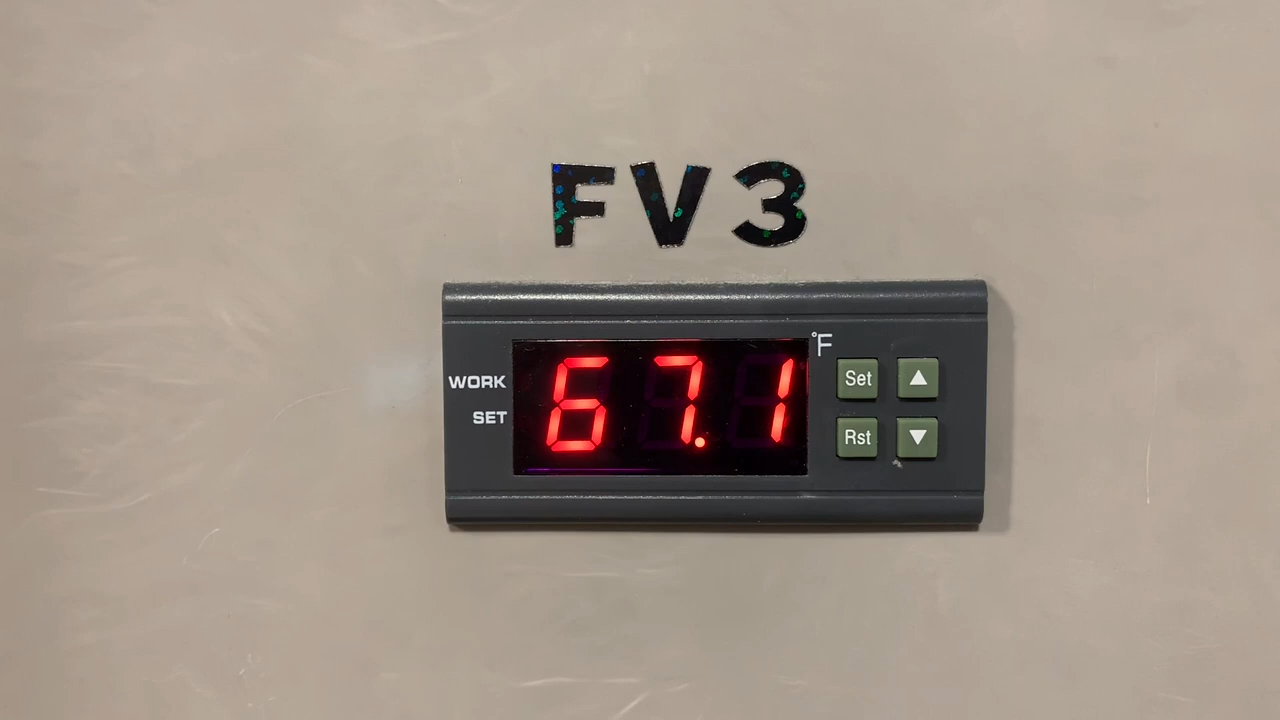 FV3
°F
WORK
SET
67.1
Set ▲
Rst ▼